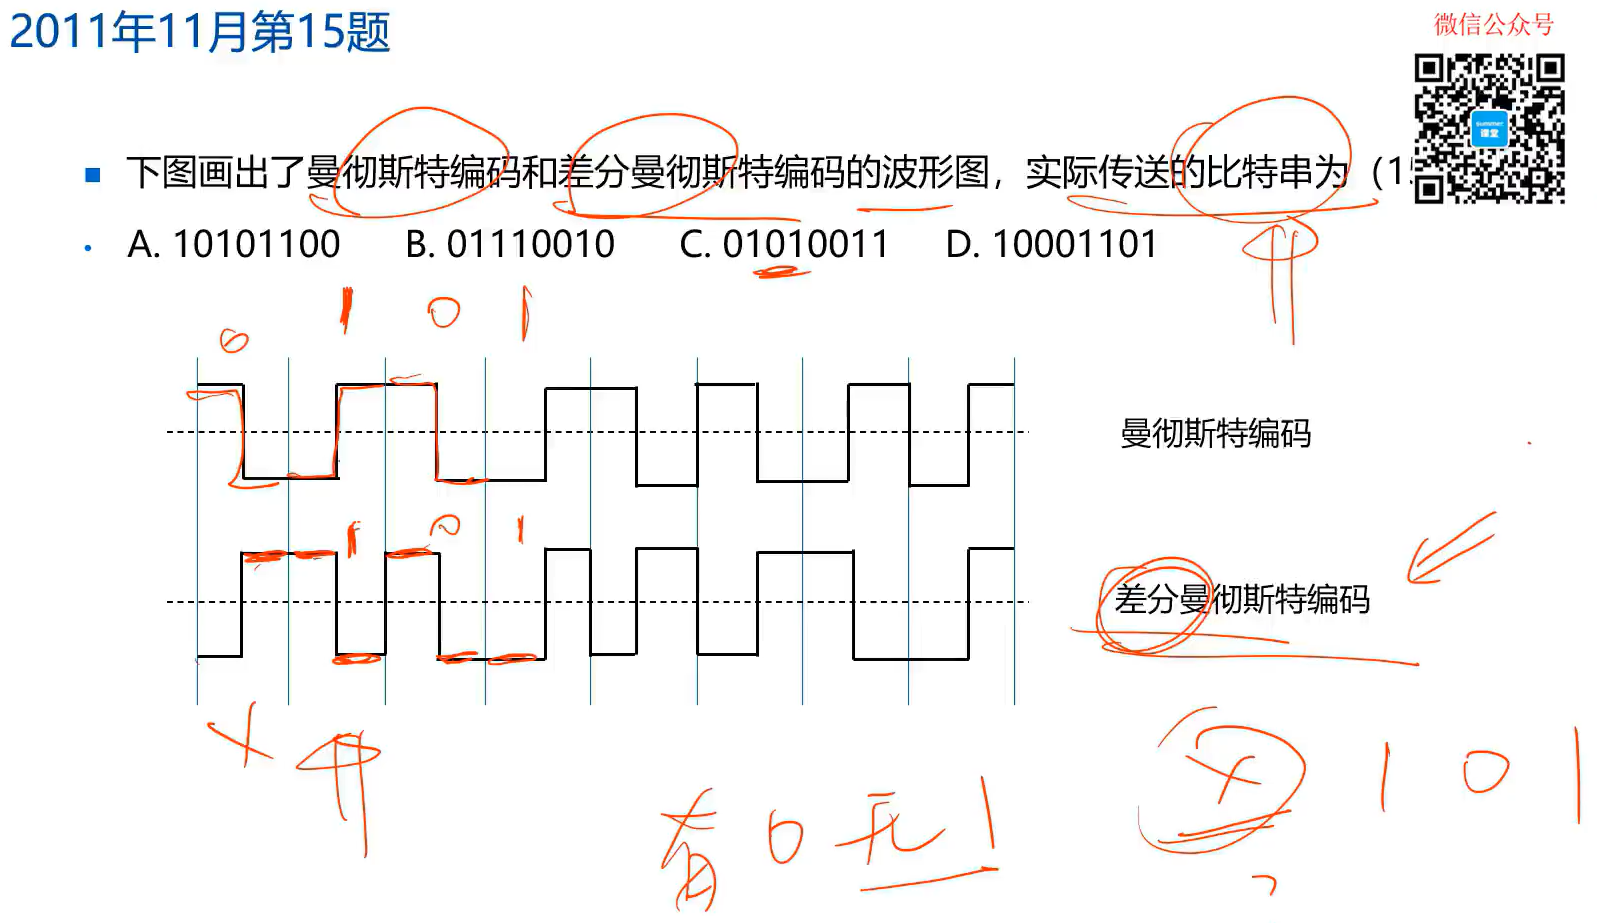 2011年11月第15题
微信公众号
summer
课堂
下图画出了曼彻斯特编码和差分曼彻斯特编码的波形图，实际传送的比特串为（15
A. 10101100 B. 01110010 C. 01010011 D. 10001101
0 1 0 1
曼彻斯特编码
1 0 1
差分曼彻斯特编码
X
X 1 0 1
有0无1